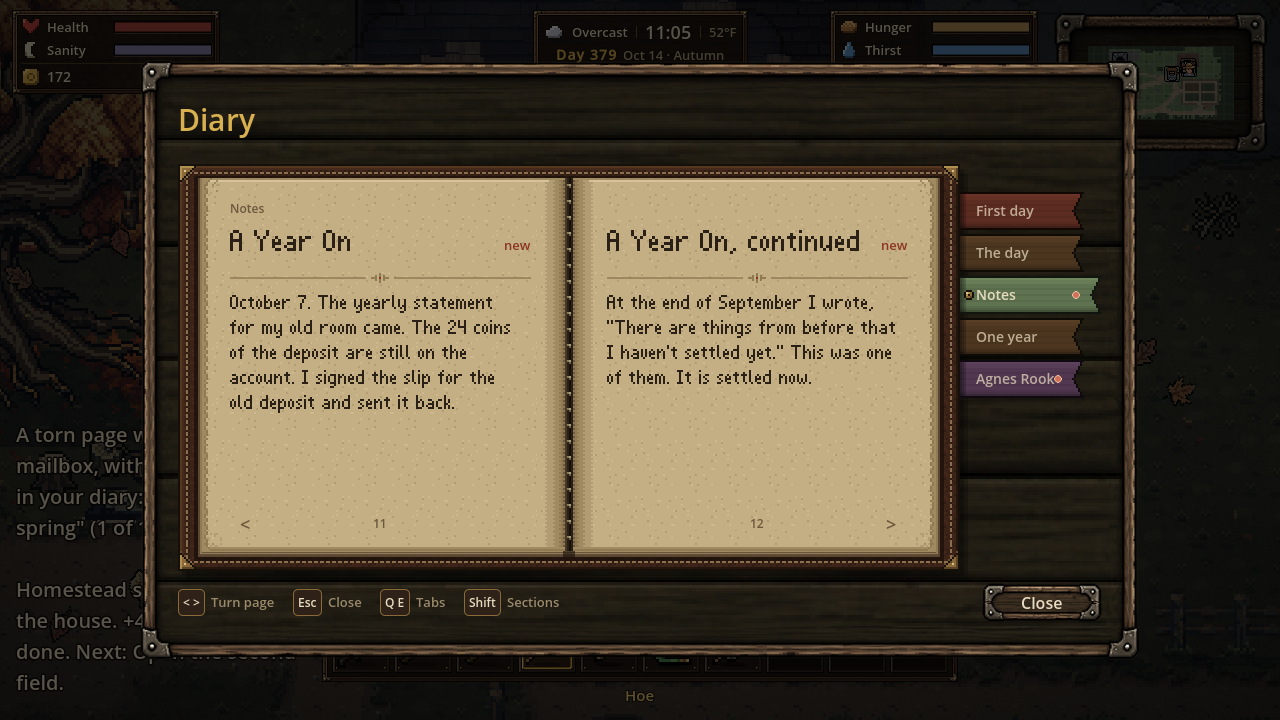 Health
Sanity
172
Overcast 11:05 52°F
Day 379 Oct 14 · Autumn
Hunger
Thirst
Diary
Notes
A Year On new
October 7. The yearly statement
for my old room came. The 24 coins
of the deposit are still on the
account. I signed the slip for the
old deposit and sent it back.
< 11
A Year On, continued new
At the end of September I wrote,
"There are things from before that
I haven't settled yet." This was one
of them. It is settled now.
12 >
First day
The day
Notes
One year
Agnes Rook
A torn page
mailbox, with
in your diary:
spring" (1 of
Homestead
the house. +4
done. Next: the second
field.
< > Turn page Esc Close Q E Tabs Shift Sections
Close
Hoe